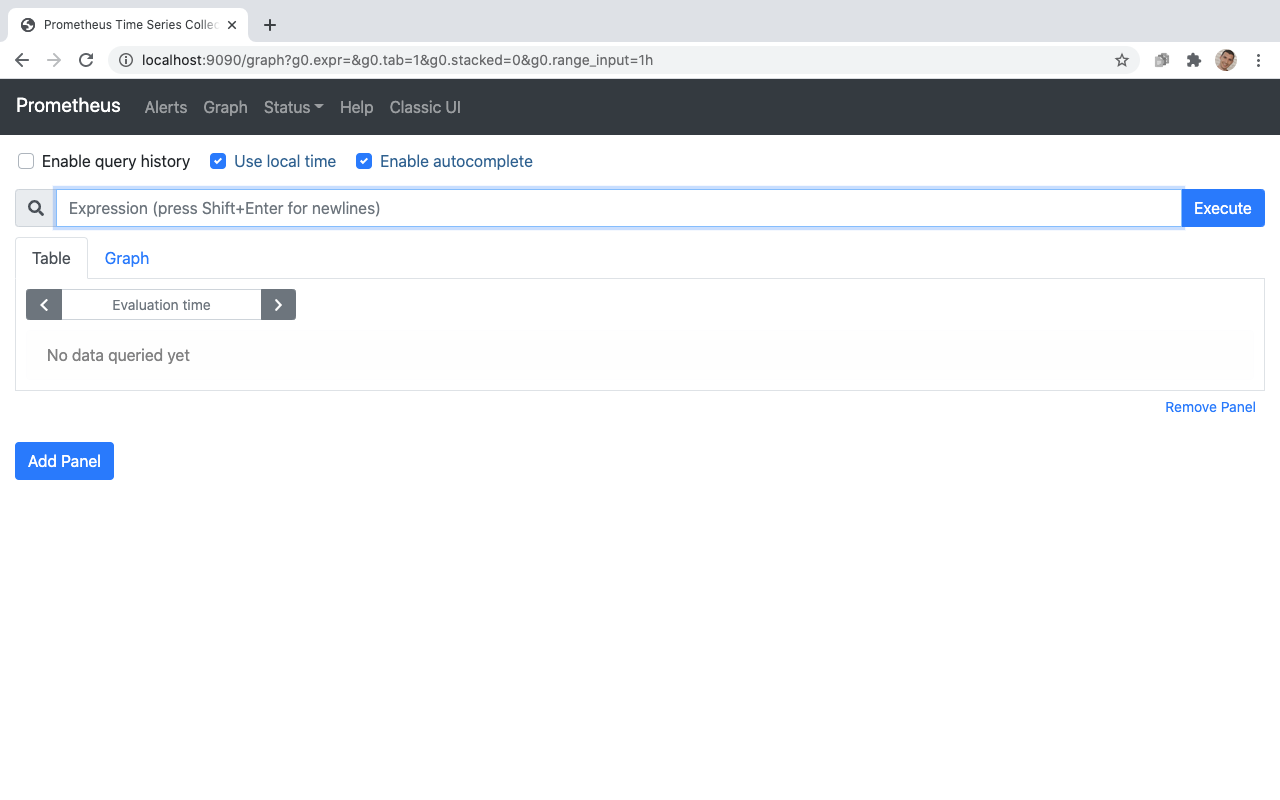 Prometheus Time Series Collec
localhost:9090/graph?g0.expr=&g0.tab=1&g0.stacked=0&g0.range_input=1h
Prometheus Alerts Graph Status Help Classic UI
Enable query history Use local time Enable autocomplete
Expression (press Shift+Enter for newlines) Execute
Table Graph
Evaluation time
No data queried yet
Remove Panel
Add Panel